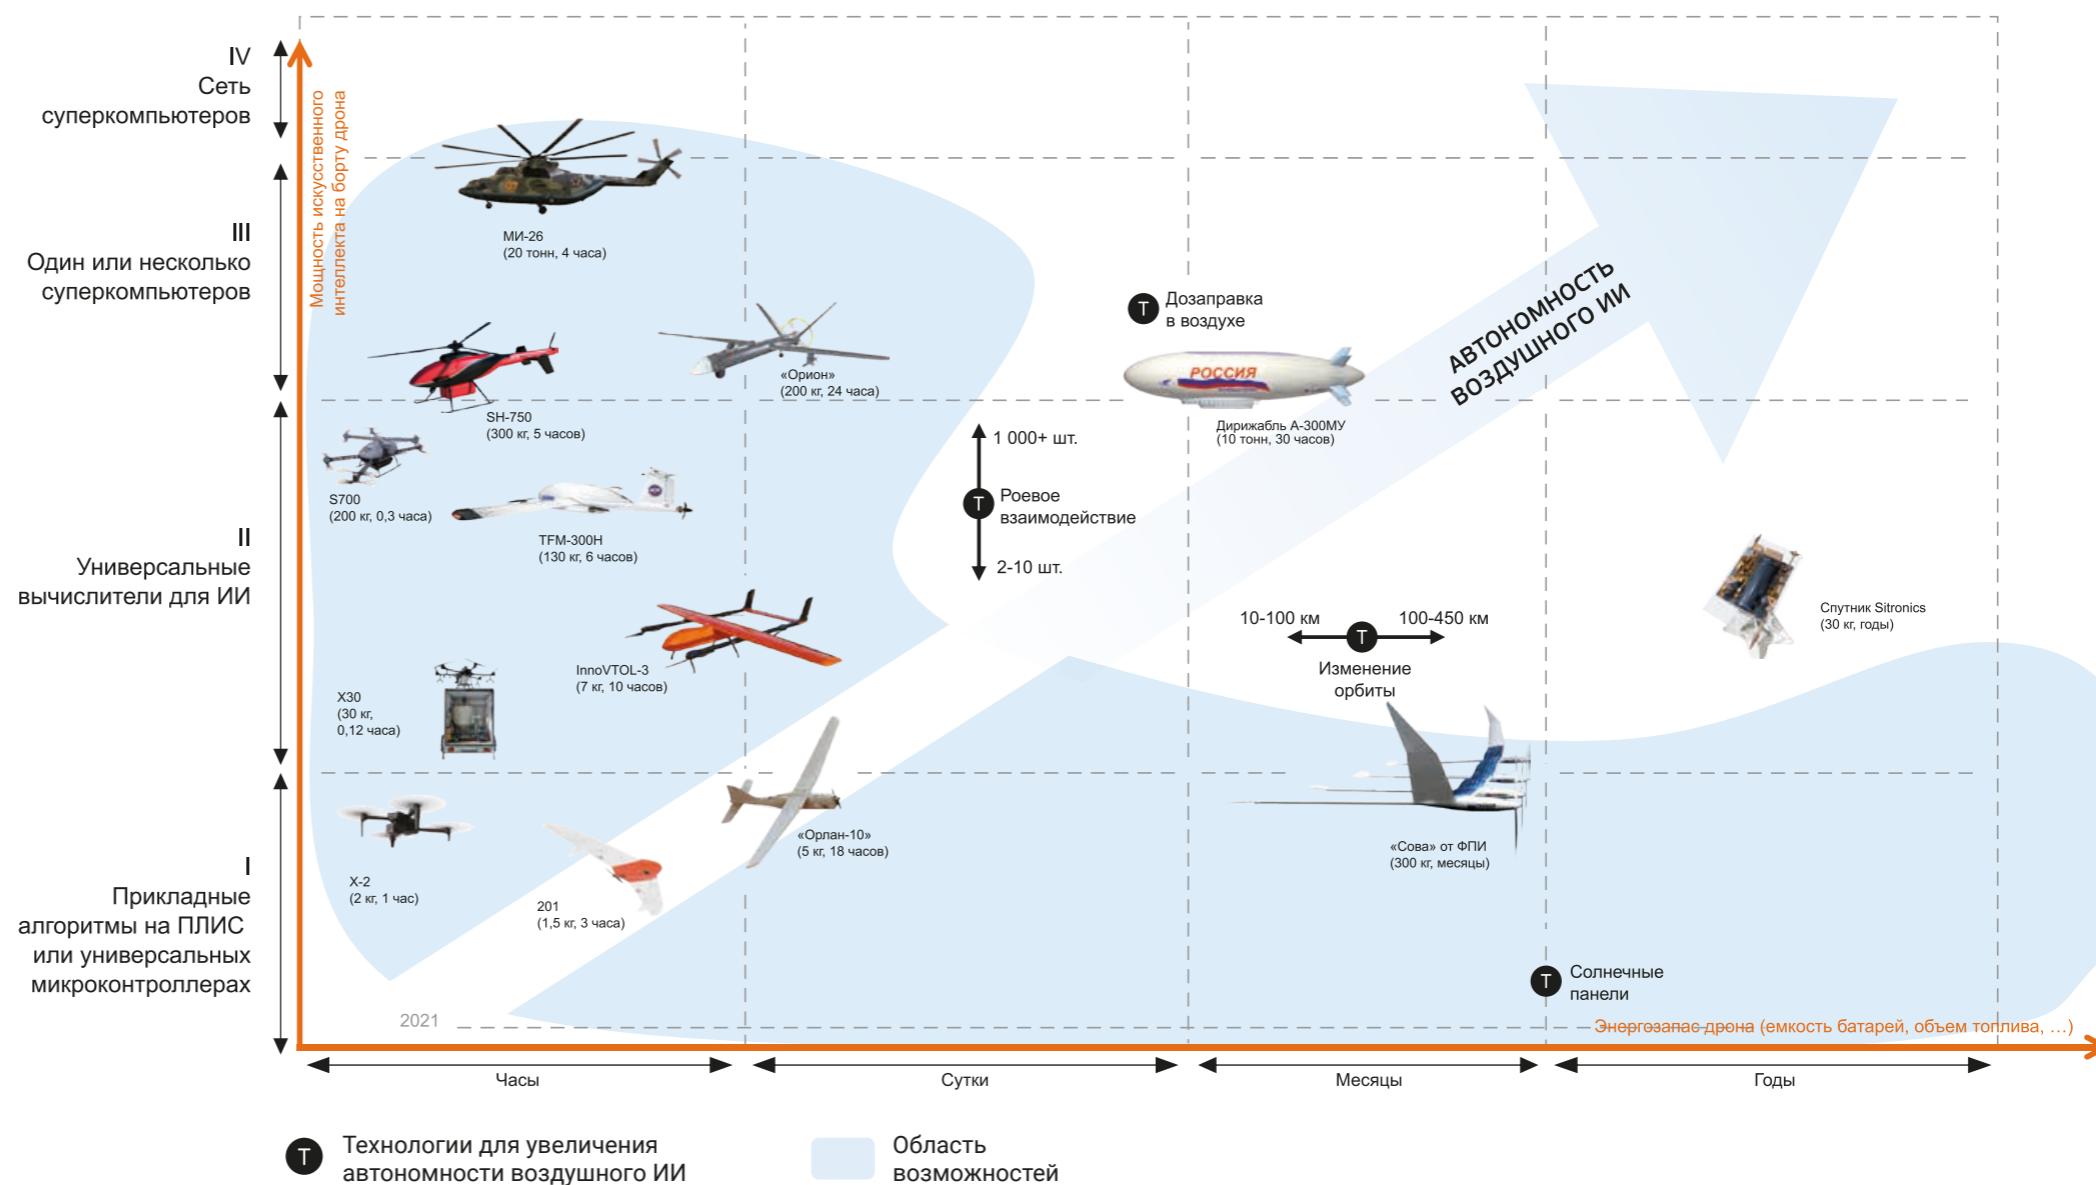 IV
Сеть
суперкомпьютеров
III
Один или несколько
суперкомпьютеров
II
Универсальные
вычислители для ИИ
I
Прикладные
алгоритмы на ПЛИС
или универсальных
микроконтроллерах
Мощность искусственного
интеллекта на борту дрона
МИ-26
(20 тонн, 4 часа)
SH-750
(300 кг, 5 часов)
«Орион»
(200 кг, 24 часа)
S700
(200 кг, 0,3 часа)
TFM-300H
(130 кг, 6 часов)
InnoVTOL-3
(7 кг, 10 часов)
X30
(30 кг,
0,12 часа)
X-2
(2 кг, 1 час)
201
(1,5 кг, 3 часа)
«Орлан-10»
(5 кг, 18 часов)
Т
Дозаправка
в воздухе
РОССИЯ
Дирижабль А-300МУ
(10 тонн, 30 часов)
1 000+ шт.
Т
Роевое
взаимодействие
2-10 шт.
АВТОНОМНОСТЬ
ВОЗДУШНОГО ИИ
10-100 км
Т
100-450 км
Изменение
орбиты
Спутник Sitronics
(30 кг, годы)
«Сова» от ФПИ
(300 кг, месяцы)
Т
Солнечные
панели
2021
Энергозапас дрона (емкость батарей, объем топлива, …)
Часы
Сутки
Месяцы
Годы
Т
Технологии для увеличения
автономности воздушного ИИ
Область
возможностей